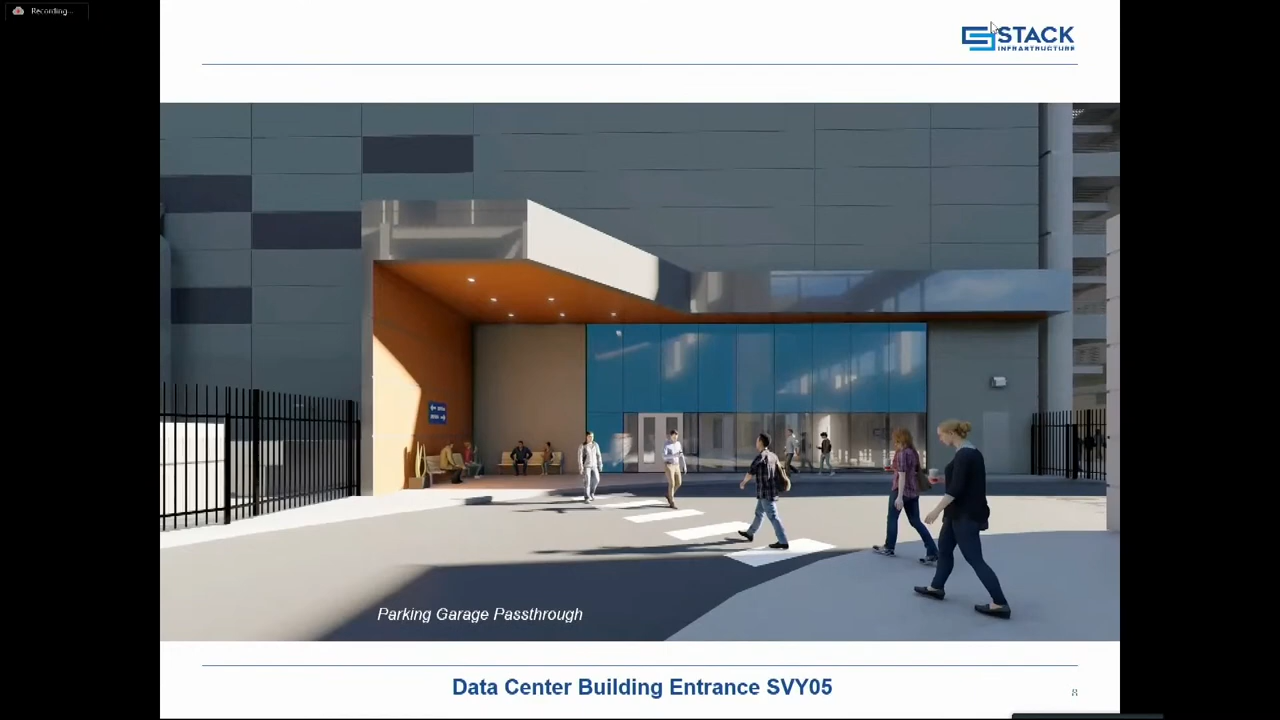 Recording...
STACK
INFRASTRUCTURE
Parking Garage Passthrough
Data Center Building Entrance SVY05
8